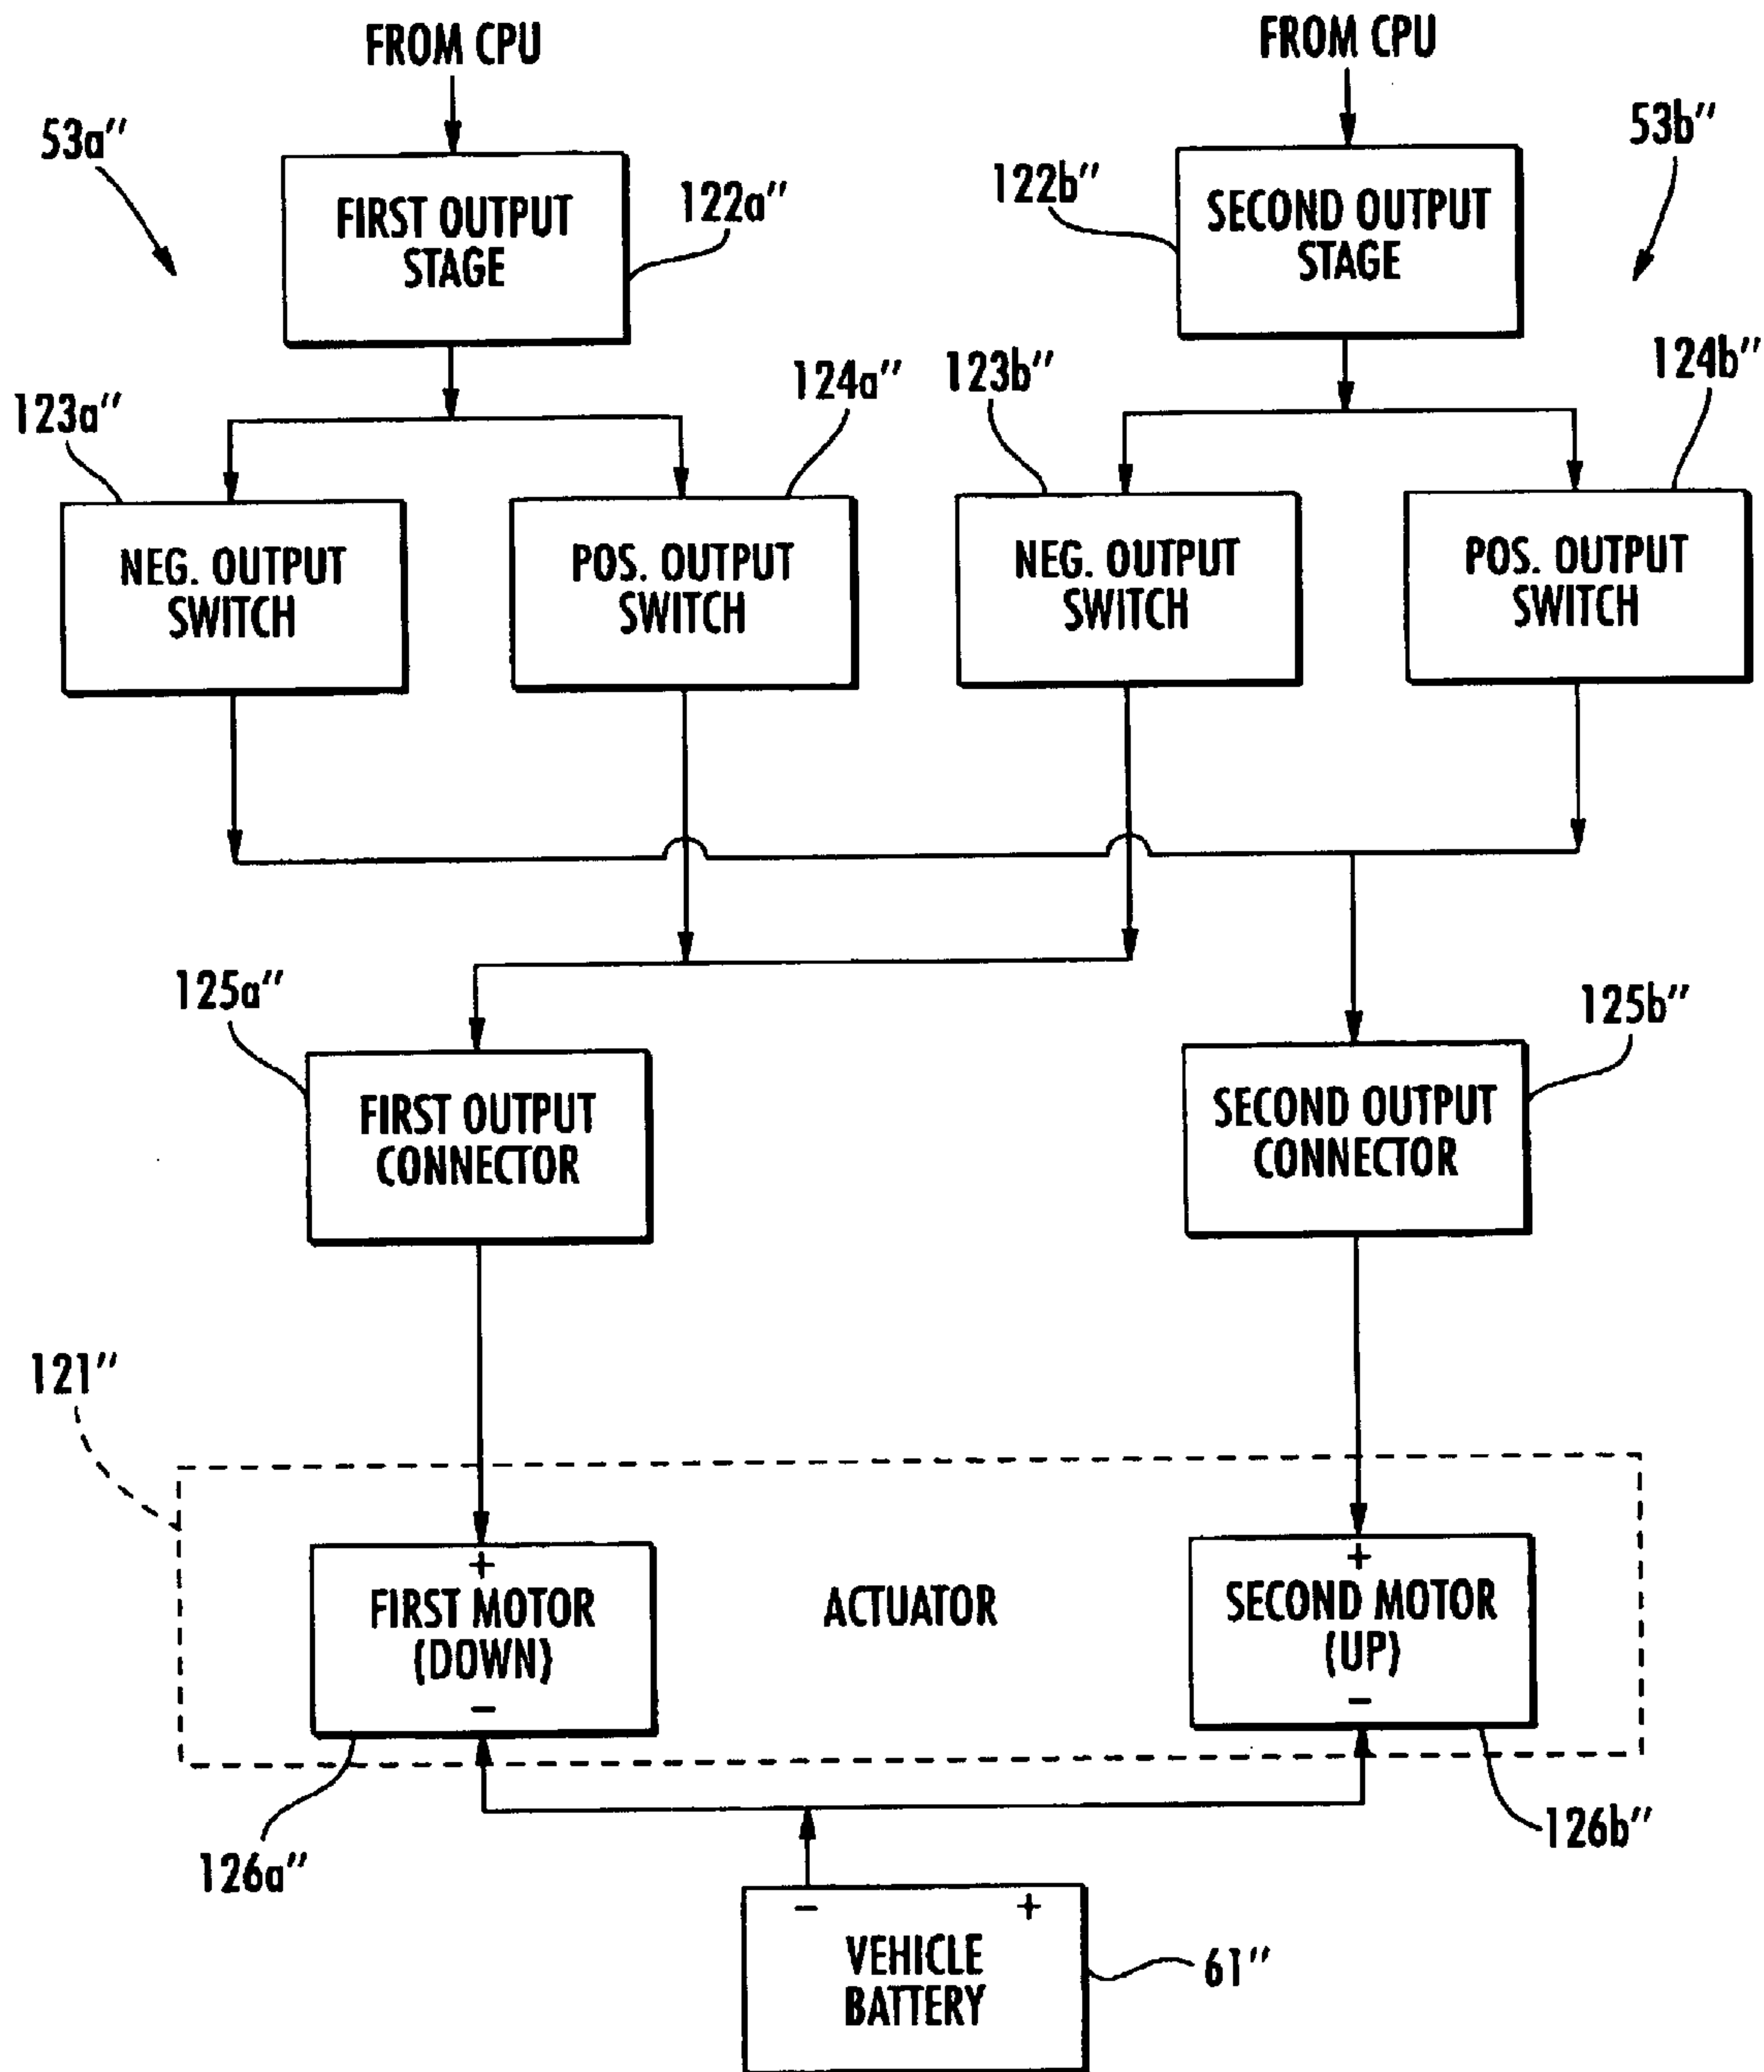 FROM CPU
FROM CPU
53a″
53b″
FIRST OUTPUT
STAGE
122a″
122b″
SECOND OUTPUT
STAGE
123a″
124a″
123b″
124b″
NEG. OUTPUT
SWITCH
POS. OUTPUT
SWITCH
NEG. OUTPUT
SWITCH
POS. OUTPUT
SWITCH
125a″
125b″
FIRST OUTPUT
CONNECTOR
SECOND OUTPUT
CONNECTOR
121″
+
FIRST MOTOR
(DOWN)
−
ACTUATOR
+
SECOND MOTOR
(UP)
−
126a″
126b″
− +
VEHICLE
BATTERY
61″